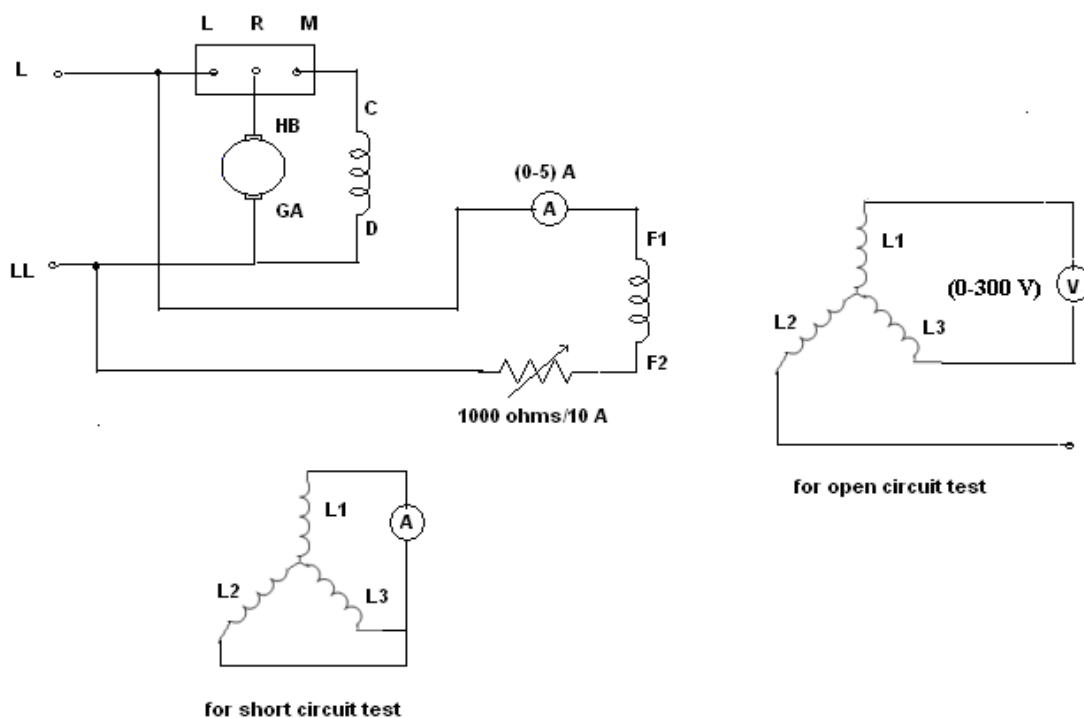 L R M
L
C
HB
(0-5) A
A
GA
D
F1
L1
LL
(0-300 V)
V
L2
L3
F2
1000 ohms/10 A
for open circuit test
L1
A
L2
L3
for short circuit test